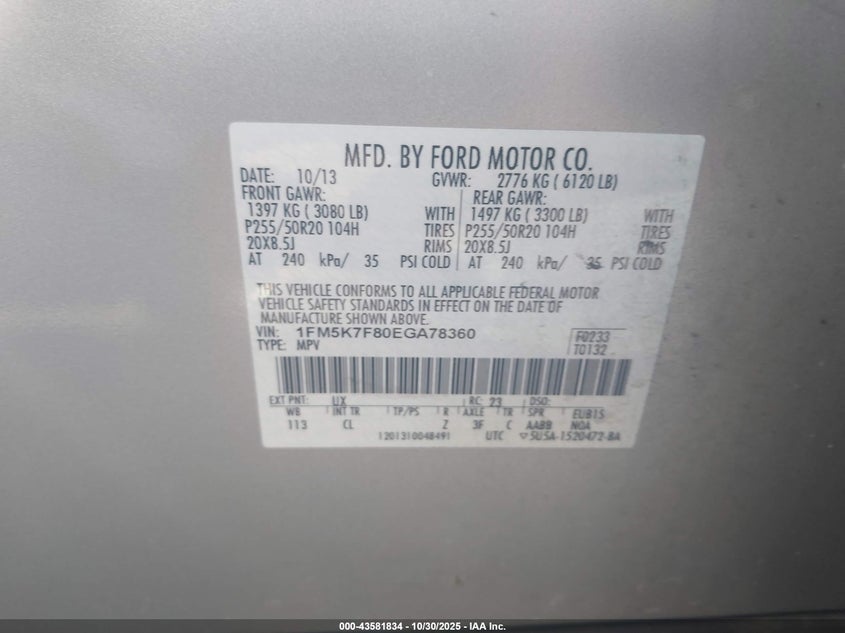 MFD. BY FORD MOTOR CO.
DATE: 10/13 GVWR: 2776 KG ( 6120 LB)
FRONT GAWR: REAR GAWR:
1397 KG ( 3080 LB) WITH 1497 KG ( 3300 LB) WITH
P255/50R20 104H TIRES P255/50R20 104H TIRES
20X8.5J RIMS 20X8.5J RIMS
AT 240 kPa/ 35 PSI COLD AT 240 kPa/ 35 PSI COLD
THIS VEHICLE CONFORMS TO ALL APPLICABLE FEDERAL MOTOR
VEHICLE SAFETY STANDARDS IN EFFECT ON THE DATE OF
MANUFACTURE SHOWN ABOVE.
VIN: 1FM5K7F80EGA78360 F0233
TYPE: MPV T0132
EXT PNT: UX RC: 23 DSO:
WB INT TR TP/PS R AXLE TR SPR EUB1S
113 CL Z 3F C AABB NOA
1201310048491 UTC ▽5U5A-1520472-BA
000-43581834 - 10/30/2025 - IAA Inc.